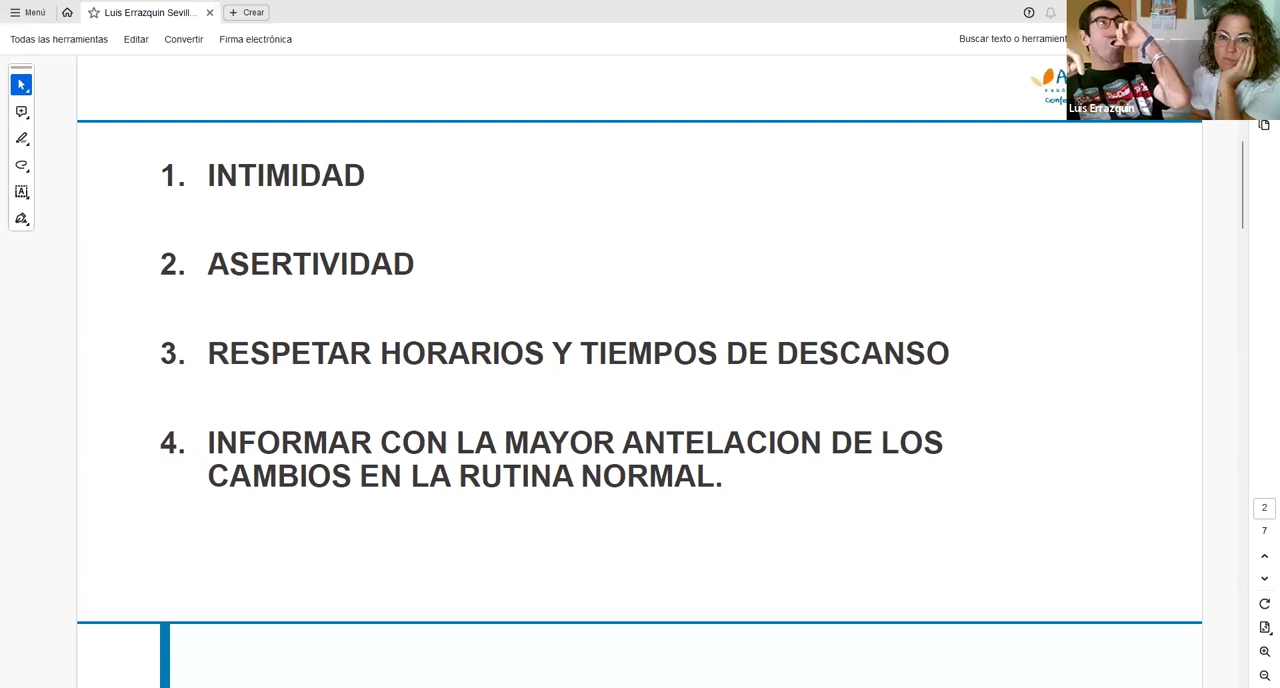 Menú
Luis Errazquin Sevill...
Crear
Todas las herramientas
Editar
Convertir
Firma electrónica
Buscar texto o herramient
Luis Errazquin
1. INTIMIDAD
2. ASERTIVIDAD
3. RESPETAR HORARIOS Y TIEMPOS DE DESCANSO
4. INFORMAR CON LA MAYOR ANTELACION DE LOS
CAMBIOS EN LA RUTINA NORMAL.
2
7